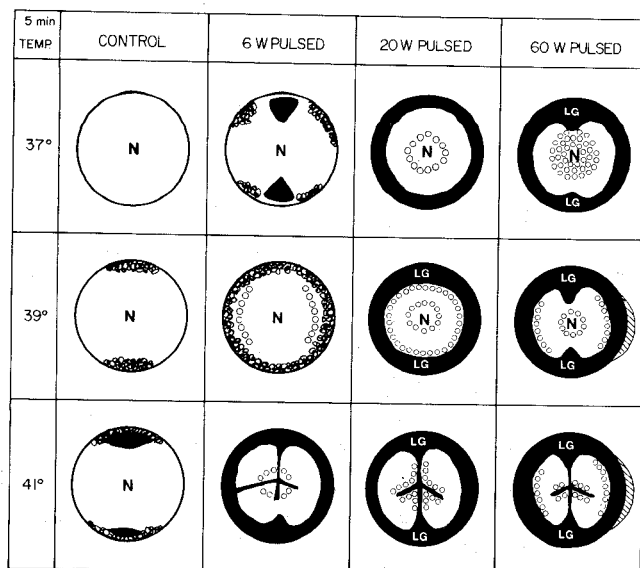 5 min
TEMP. CONTROL 6 W PULSED 20 W PULSED 60 W PULSED
37° N N N LG N LG
39° N N LG N LG LG N LG
41° N LG LG LG LG